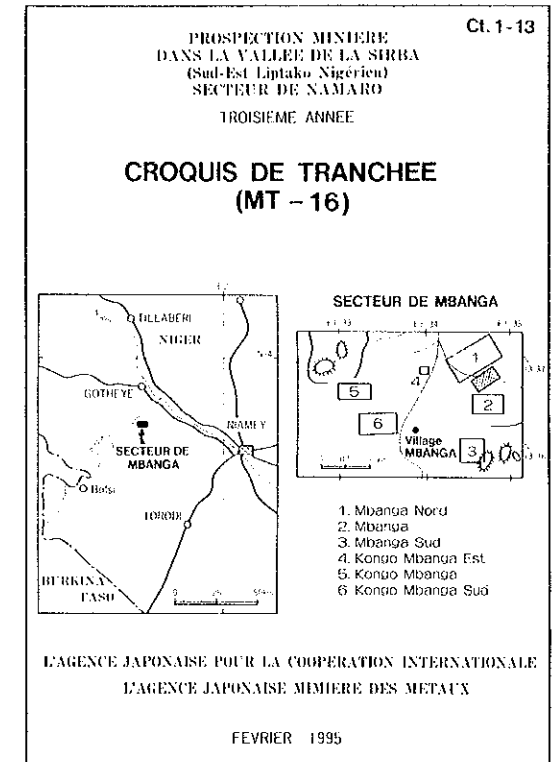 Ct. 1-13
PROSPECTION MINIERE
DANS LA VALLEE DE LA SIRBA
(Sud-Est Liptako Nigérien)
SECTEUR DE NAMARO
TROISIEME ANNEE
CROQUIS DE TRANCHEE
(MT - 16)
TILLABERI
NIGER
GOTHEYE
NIAMEY
SECTEUR DE
MBANGA
TORODI
BURKINA
FASO
SECTEUR DE MBANGA
1
2
3
4
5
6
Village
MBANGA
1. Mbanga Nord
2. Mbanga
3. Mbanga Sud
4. Kongo Mbanga Est
5. Kongo Mbanga
6 Kongo Mbanga Sud
L'AGENCE JAPONAISE POUR LA COOPERATION INTERNATIONALE
L'AGENCE JAPONAISE MIMIERE DES METAUX
FEVRIER 1995